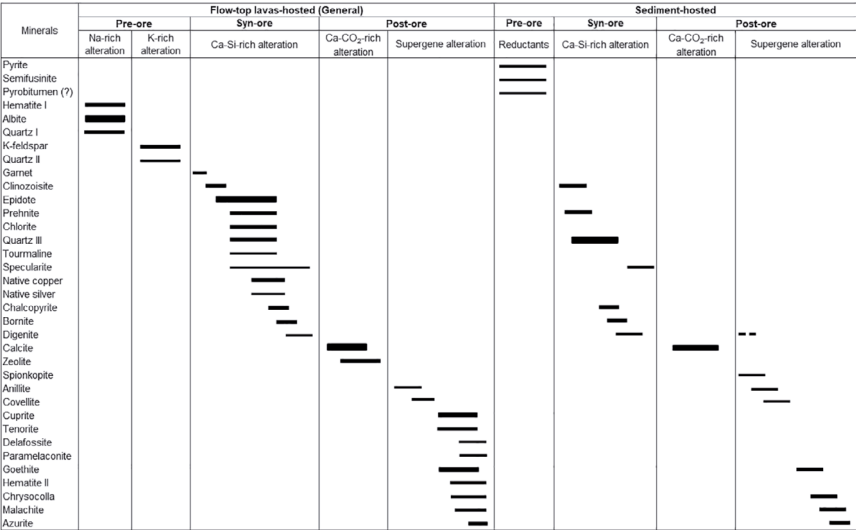 Flow-top lavas-hosted (General) Sediment-hosted
Minerals
Pre-ore Syn-ore Post-ore Pre-ore Syn-ore Post-ore
Na-rich alteration K-rich alteration Ca-Si-rich alteration Ca-CO2-rich alteration Supergene alteration Reductants Ca-Si-rich alteration Ca-CO2-rich alteration Supergene alteration
Pyrite
Semifusinite
Pyrobitumen (?)
Hematite I
Albite
Quartz I
K-feldspar
Quartz II
Garnet
Clinozoisite
Epidote
Prehnite
Chlorite
Quartz III
Tourmaline
Specularite
Native copper
Native silver
Chalcopyrite
Bornite
Digenite
Calcite
Zeolite
Spionkopite
Anillite
Covellite
Cuprite
Tenorite
Delafossite
Paramelaconite
Goethite
Hematite II
Chrysocolla
Malachite
Azurite